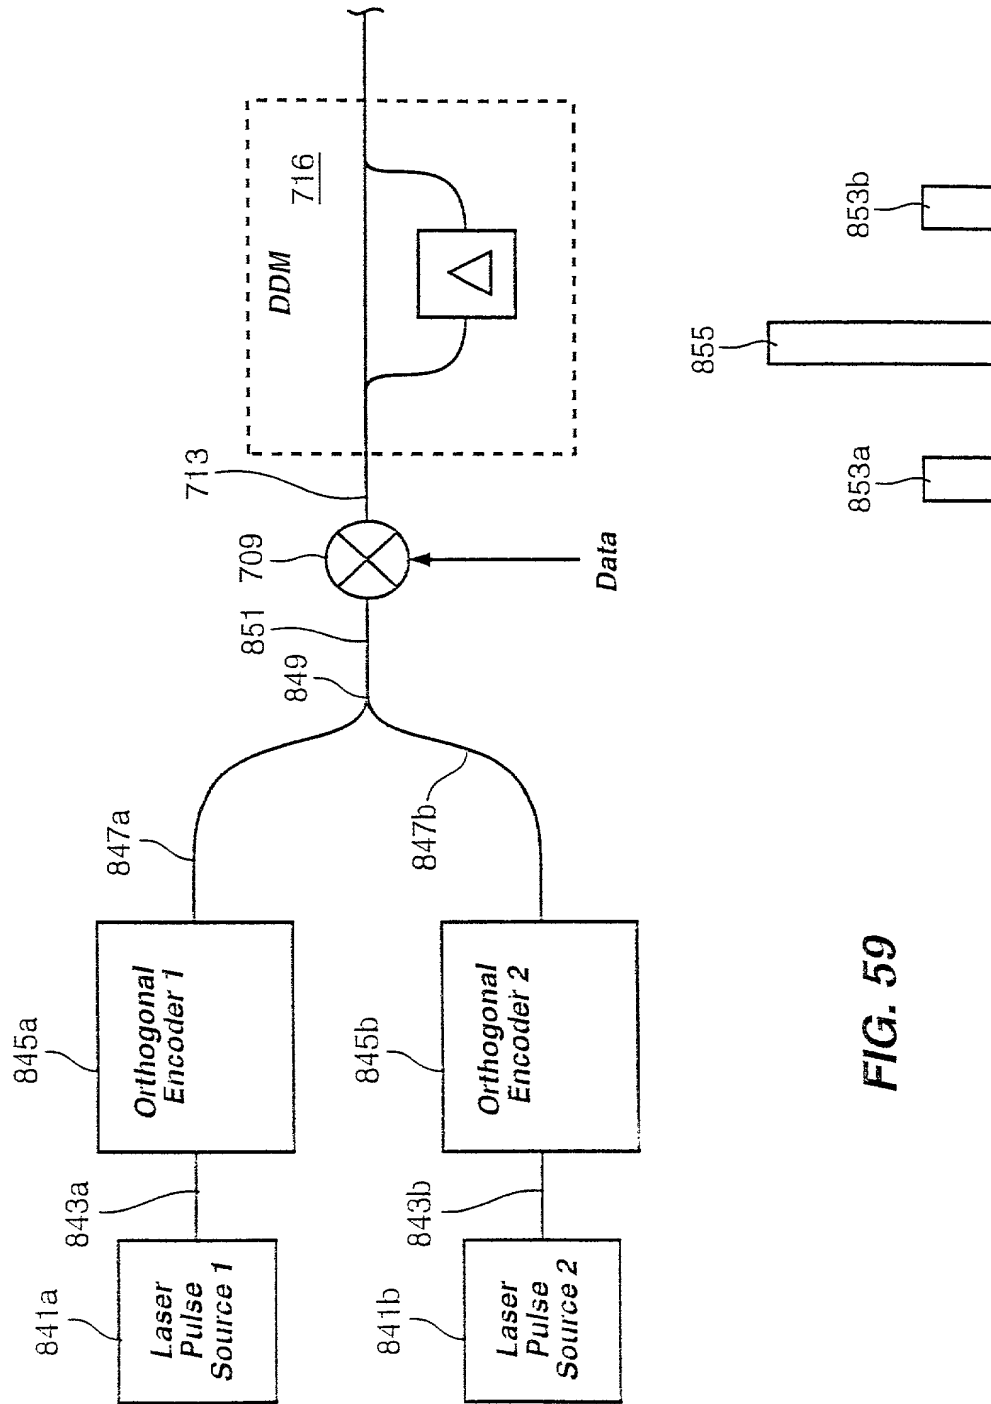 841a
Laser
Pulse
Source 1
843a
845a
Orthogonal
Encoder 1
847a
841b
Laser
Pulse
Source 2
843b
845b
Orthogonal
Encoder 2
847b
849
851
709
Data
713
DDM
716
Δ
853a
855
853b
FIG. 59